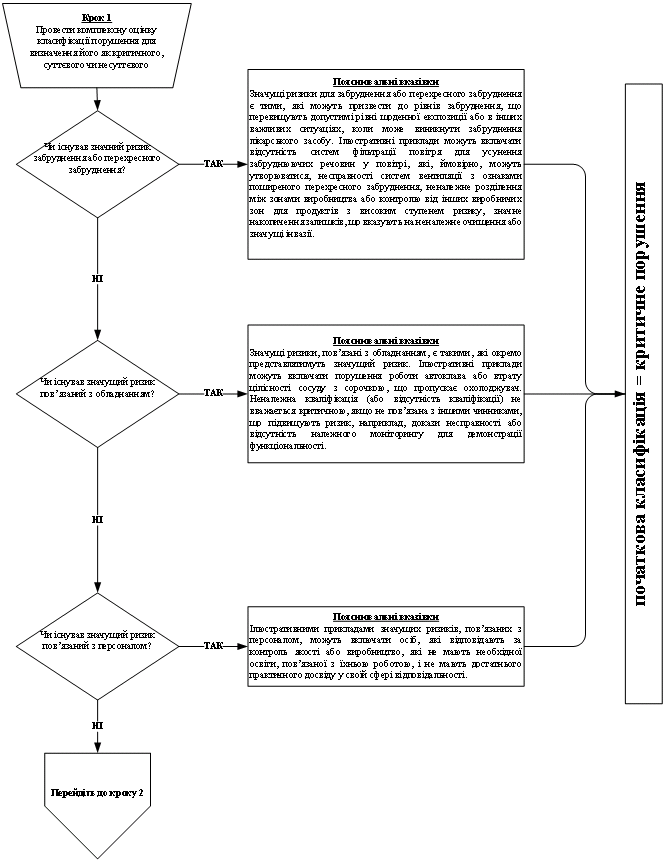 Крок 1
Провести комплексну оцінку
класифікації порушення для
визначення його як критичного,
суттєвого чи несуттєвого
Чи існував значний ризик
забруднення або перехресного
забруднення?
ТАК
Пояснювальні вказівки
Значущі ризики для забруднення або перехресного забруднення
є тими, які можуть призвести до рівнів забруднення, що
перевищують допустимі рівні щоденної експозиції або в інших
важливих ситуаціях, коли може виникнути забруднення
лікарського засобу. Ілюстративні приклади можуть включати
відсутність систем фільтрації повітря для усунення
забруднюючих речовин у повітрі, які, ймовірно, можуть
утворюватися, несправності систем вентиляції з ознаками
поширеного перехресного забруднення, неналежне розділення
між зонами виробництва або контролю від інших виробничих
зон для продуктів з високим ступенем ризику, значне
накопичення залишків, що вказують на неналежне очищення або
значущі інвазії.
НІ
Чи існував значущий ризик
пов’язаний з обладнанням?
ТАК
Пояснювальні вказівки
Значущі ризики, пов’язані з обладнанням, є такими, які окремо
представлятимуть значущий ризик. Ілюстративні приклади
можуть включати порушення роботи автоклава або втрату
цілісності сосуду з сорочкою, що пропускає охолоджувач.
Неналежна кваліфікація (або відсутність кваліфікації) не
вважається критичною, якщо не пов’язана з іншими чинниками,
що підвищують ризик, наприклад, докази несправності або
відсутність належного моніторингу для демонстрації
функціональності.
НІ
Чи існував значущий ризик
пов’язаний з персоналом?
ТАК
Пояснювальні вказівки
Ілюстративними прикладами значущих ризиків, пов’язаних з
персоналом, можуть включати осіб, які відповідають за
контроль якості або виробництво, які не мають необхідної
освіти, пов’язаної з їхньою роботою, і не мають достатнього
практичного досвіду у своїй сфері відповідальності.
НІ
Перейдіть до кроку 2
початкова класифікація = критичне порушення